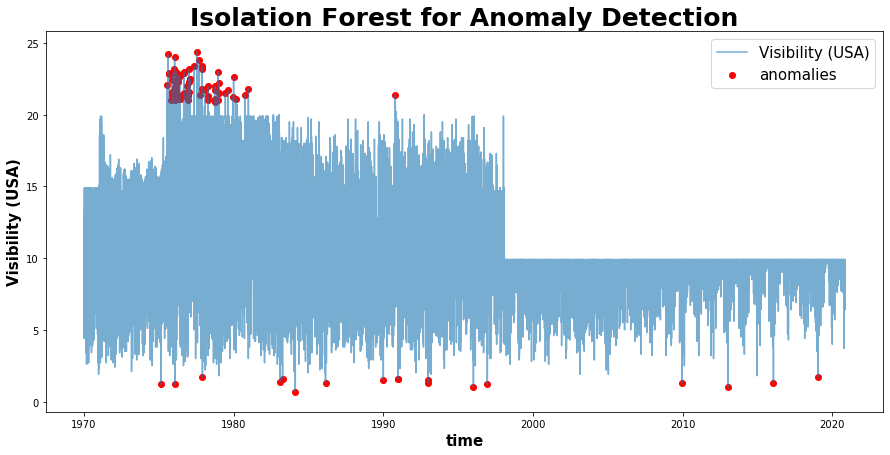 Isolation Forest for Anomaly Detection
Visibility (USA)
anomalies
Visibility (USA)
25
20
15
10
5
0
1970
1980
1990
2000
2010
2020
time